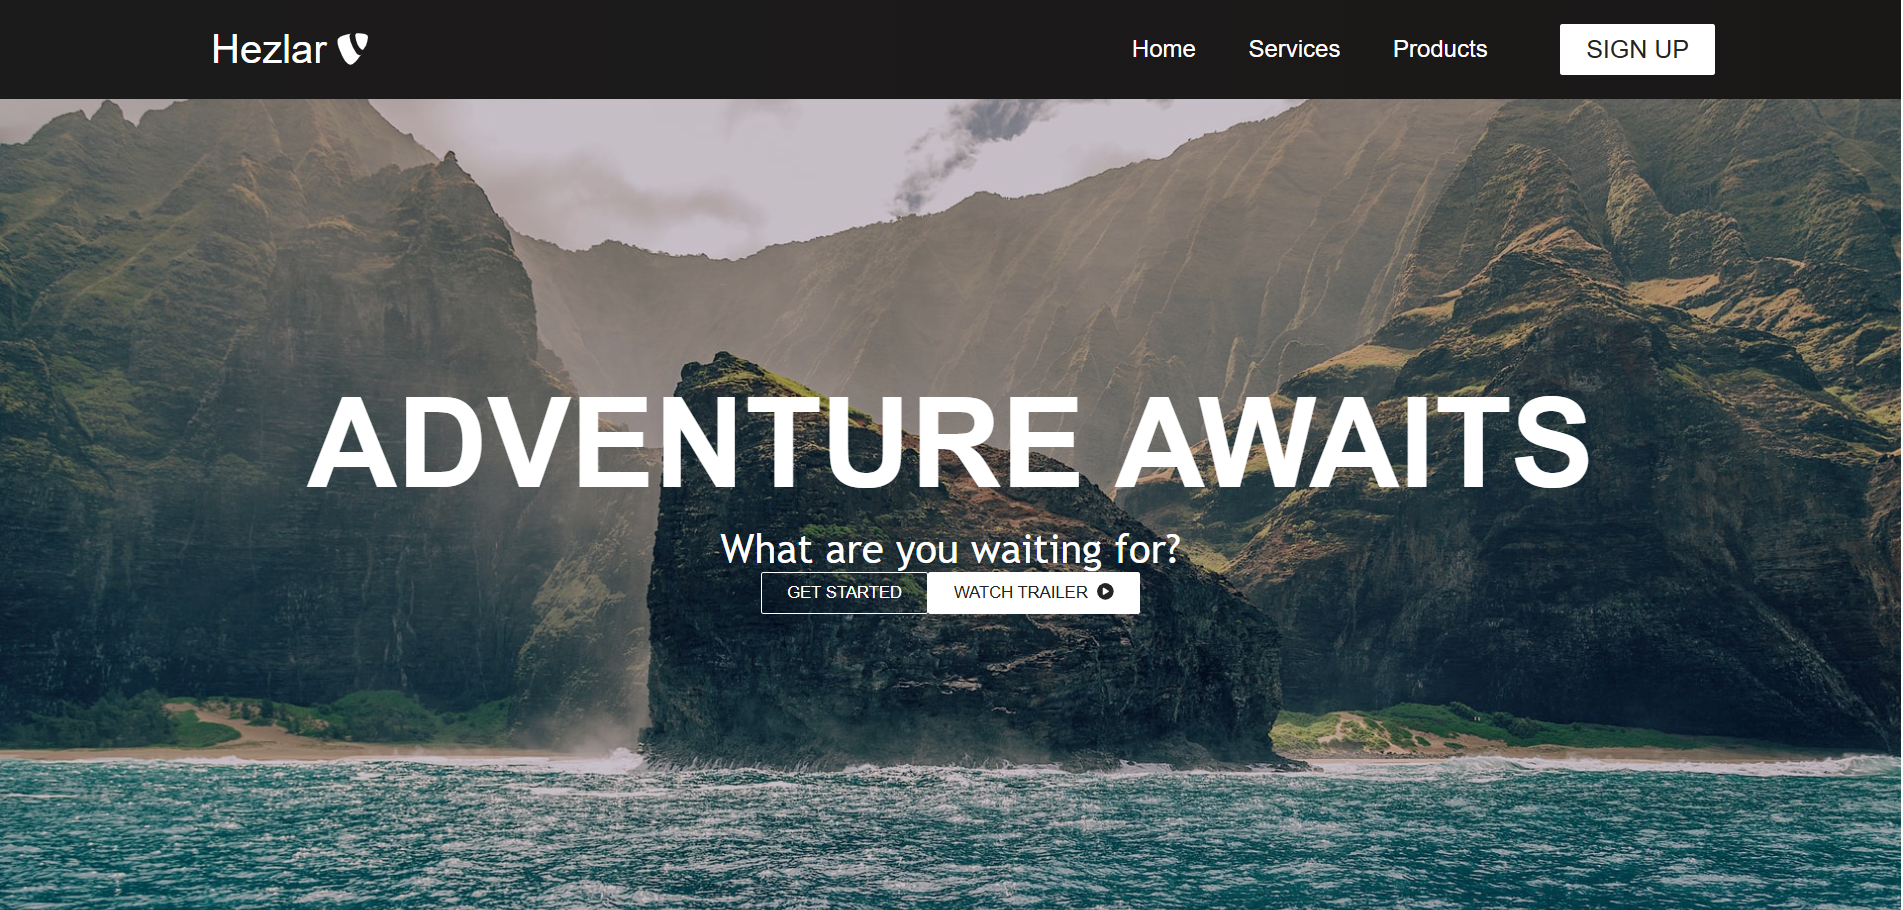 Hezlar
Home Services Products SIGN UP
ADVENTURE AWAITS
What are you waiting for?
GET STARTED WATCH TRAILER